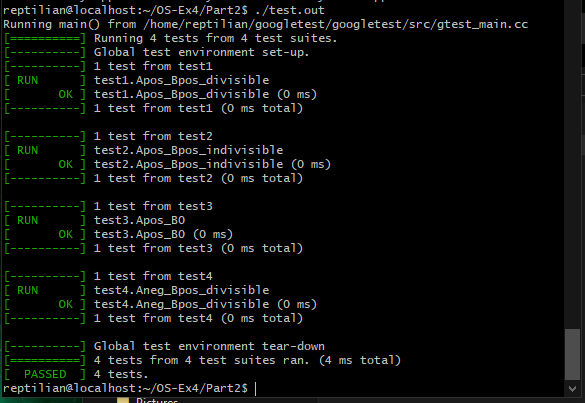 reptilian@localhost:~/OS-Ex4/Part2$ ./test.out
Running main() from /home/reptilian/googletest/googletest/src/gtest_main.cc
[==========] Running 4 tests from 4 test suites.
[----------] Global test environment set-up.
[----------] 1 test from test1
[ RUN      ] test1.Apos_Bpos_divisible
[       OK ] test1.Apos_Bpos_divisible (0 ms)
[----------] 1 test from test1 (0 ms total)

[----------] 1 test from test2
[ RUN      ] test2.Apos_Bpos_indivisible
[       OK ] test2.Apos_Bpos_indivisible (0 ms)
[----------] 1 test from test2 (0 ms total)

[----------] 1 test from test3
[ RUN      ] test3.Apos_B0
[       OK ] test3.Apos_B0 (0 ms)
[----------] 1 test from test3 (0 ms total)

[----------] 1 test from test4
[ RUN      ] test4.Aneg_Bpos_divisible
[       OK ] test4.Aneg_Bpos_divisible (0 ms)
[----------] 1 test from test4 (0 ms total)

[----------] Global test environment tear-down
[==========] 4 tests from 4 test suites ran. (4 ms total)
[  PASSED  ] 4 tests.
reptilian@localhost:~/OS-Ex4/Part2$
Pictures